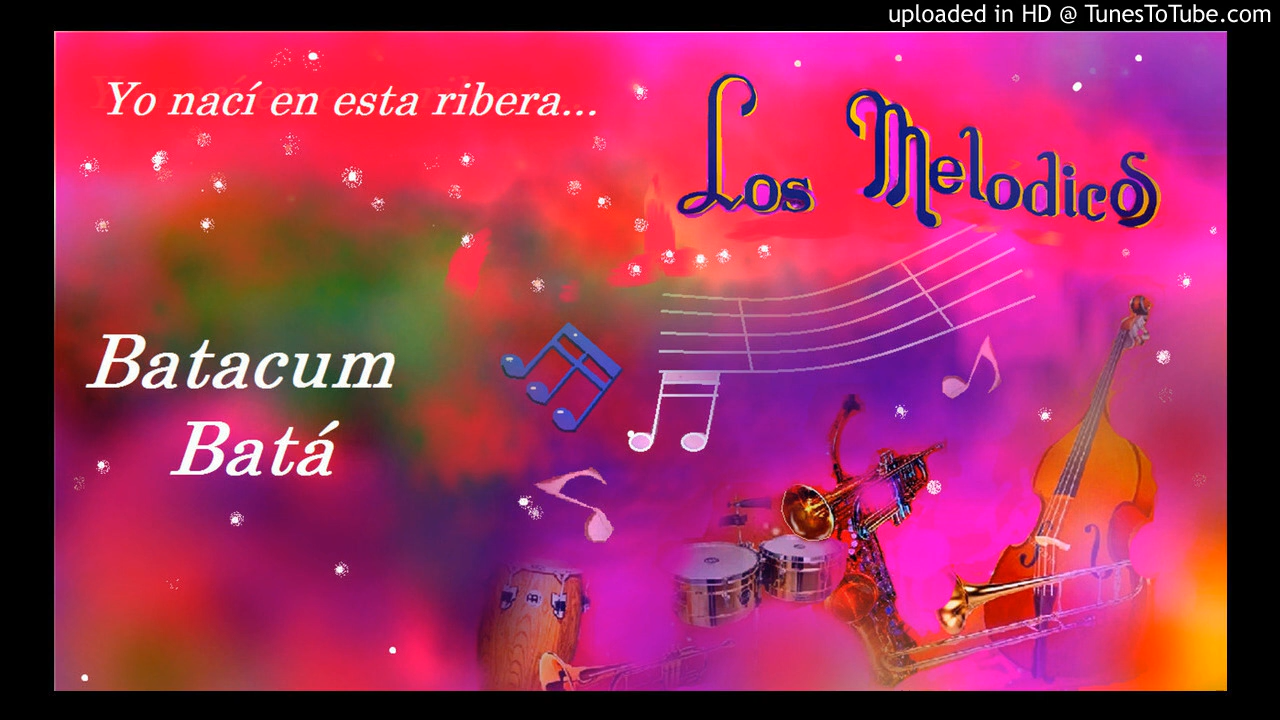 uploaded in HD @ TunesToTube.com
Yo nací en esta ribera...
Los Melodicos
Batacum
Batá